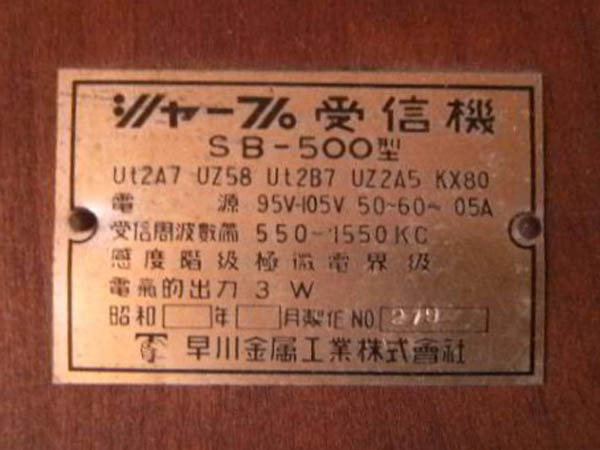 シャープ受信機
SB-500型
Ut2A7 UZ58 Ut2B7 UZ2A5 KX80
電源 95V-105V 50~60~ 05A
受信周波數帶 550-1550KC
感度階級極微電界級
電氣的出力 3 W
昭和 年 月製作 NO 279
早川金属工業株式會社